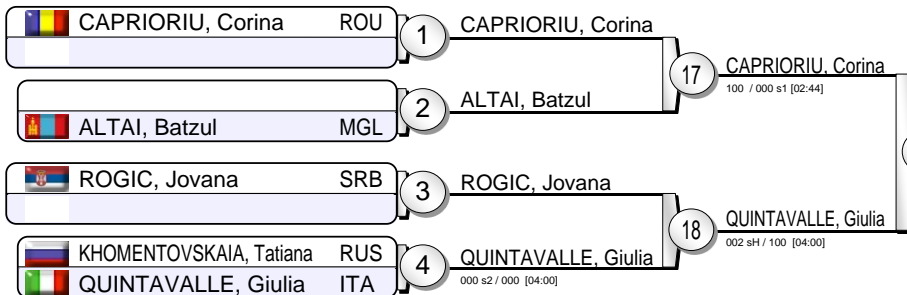 CAPRIORIU, Corina ROU
1
CAPRIORIU, Corina
17
CAPRIORIU, Corina
100 / 000 s1 [02:44]
2
ALTAI, Batzul
ALTAI, Batzul MGL
ROGIC, Jovana SRB
3
ROGIC, Jovana
18
QUINTAVALLE, Giulia
002 sH / 100 [04:00]
KHOMENTOVSKAIA, Tatiana RUS
4
QUINTAVALLE, Giulia
000 s2 / 000 [04:00]
QUINTAVALLE, Giulia ITA